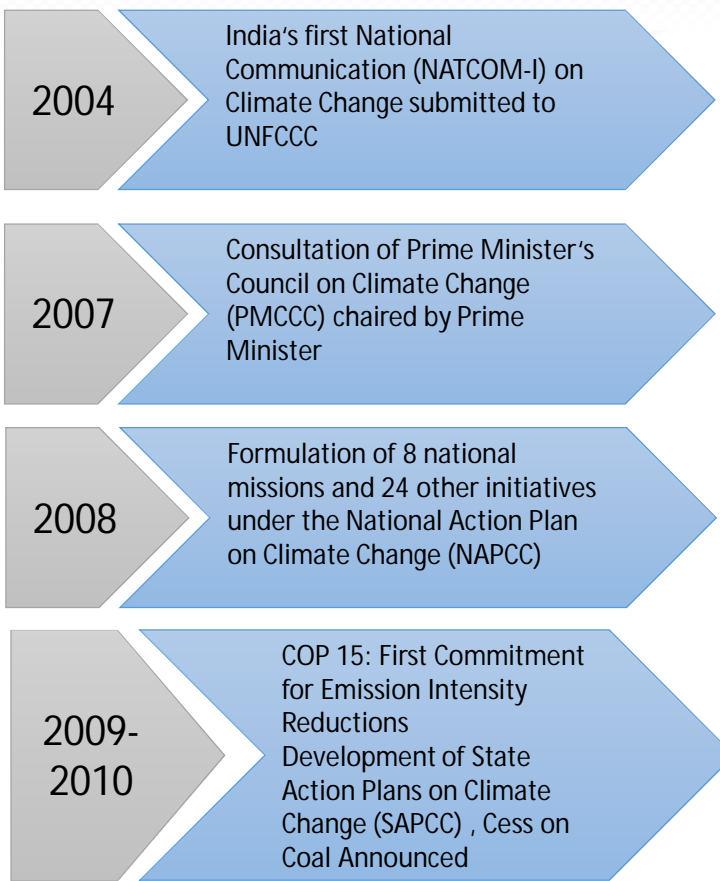 2004
India‘s first National
Communication (NATCOM-I) on
Climate Change submitted to
UNFCCC
2007
Consultation of Prime Minister‘s
Council on Climate Change
(PMCCC) chaired by Prime
Minister
2008
Formulation of 8 national
missions and 24 other initiatives
under the National Action Plan
on Climate Change (NAPCC)
2009-
2010
COP 15: First Commitment
for Emission Intensity
Reductions
Development of State
Action Plans on Climate
Change (SAPCC) , Cess on
Coal Announced